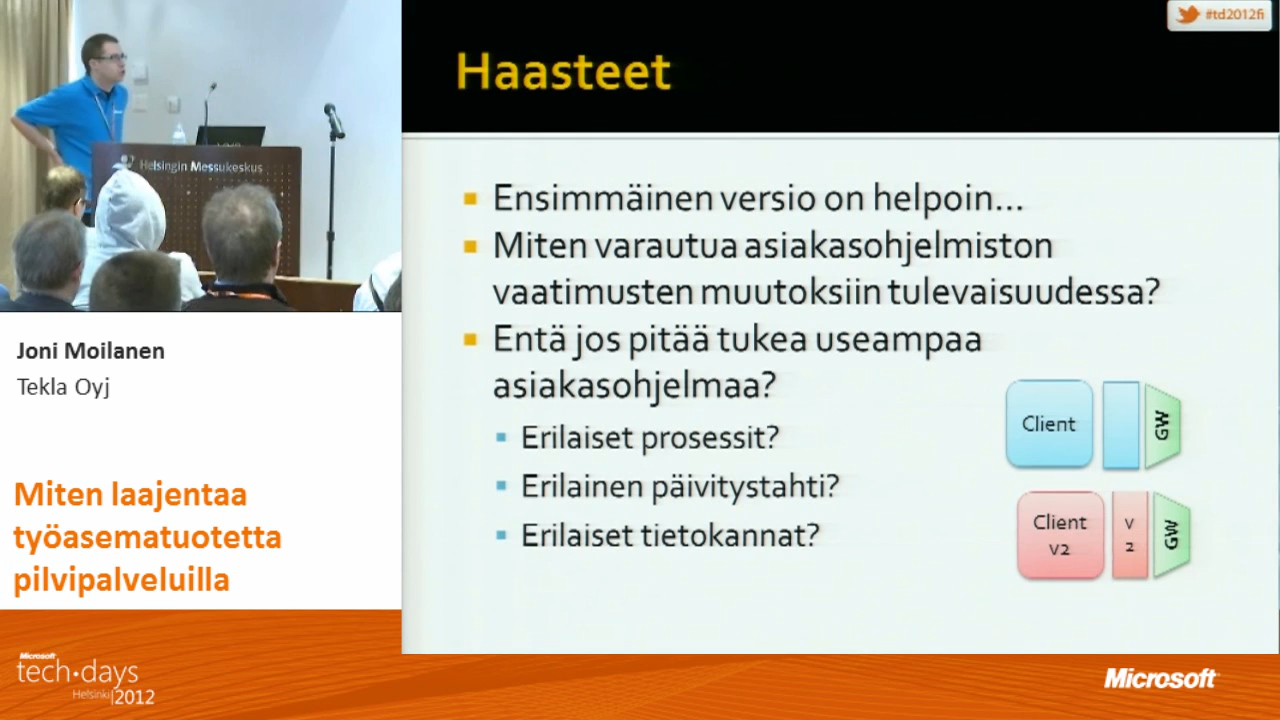 #td2012fi
Haasteet
Helsingin Messukeskus
Ensimmäinen versio on helpoin...
Miten varautua asiakasohjelmiston
vaatimusten muutoksiin tulevaisuudessa?
Entä jos pitää tukea useampaa
asiakasohjelmaa?
Erilaiset prosessit?
Erilainen päivitystahti?
Erilaiset tietokannat?
Client
GW
Client
v2
v
2
GW
Joni Moilanen
Tekla Oyj
Miten laajentaa
työasematuotetta
pilvipalveluilla
Microsoft
tech·days
Helsinki|2012
Microsoft